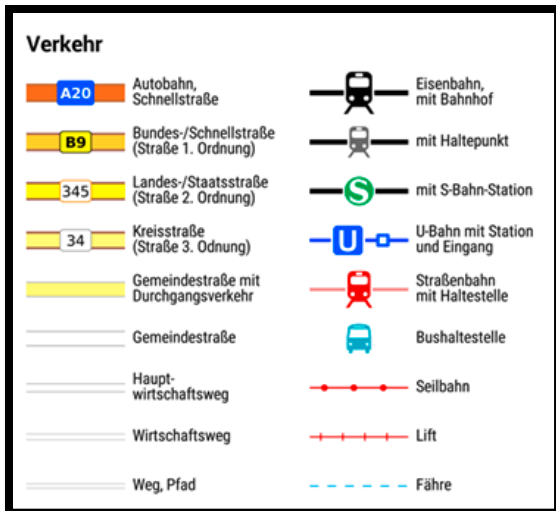 Verkehr
A20
Autobahn,
Schnellstraße
B9
Bundes-/Schnellstraße
(Straße 1. Ordnung)
345
Landes-/Staatsstraße
(Straße 2. Ordnung)
34
Kreisstraße
(Straße 3. Odnung)
Gemeindestraße mit
Durchgangsverkehr
Gemeindestraße
Haupt-
wirtschaftsweg
Wirtschaftsweg
Weg, Pfad
Eisenbahn,
mit Bahnhof
mit Haltepunkt
S
mit S-Bahn-Station
U
U-Bahn mit Station
und Eingang
Straßenbahn
mit Haltestelle
Bushaltestelle
Seilbahn
Lift
Fähre